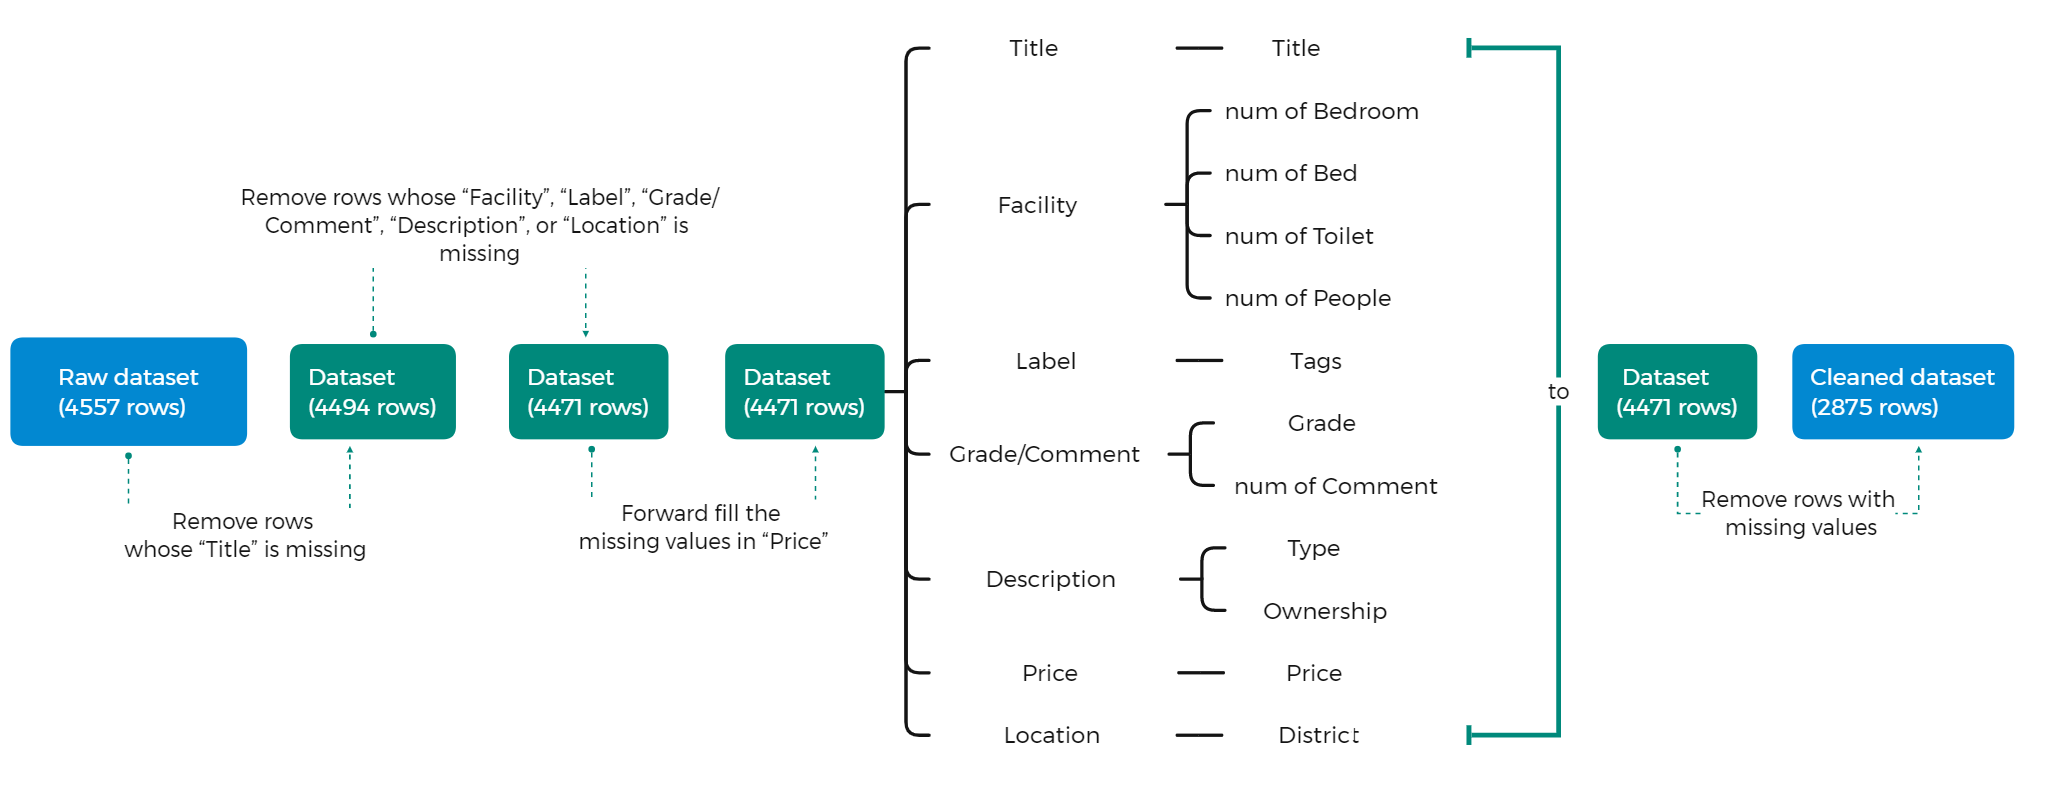 Remove rows whose “Facility”, “Label”, “Grade/
Comment”, “Description”, or “Location” is
missing
Raw dataset
(4557 rows)
Dataset
(4494 rows)
Dataset
(4471 rows)
Dataset
(4471 rows)
Remove rows
whose “Title” is missing
Forward fill the
missing values in “Price”
Title
Title
Facility
num of Bedroom
num of Bed
num of Toilet
num of People
Label
Tags
Grade/Comment
Grade
num of Comment
Description
Type
Ownership
Price
Price
Location
District
to
Dataset
(4471 rows)
Cleaned dataset
(2875 rows)
Remove rows with
missing values